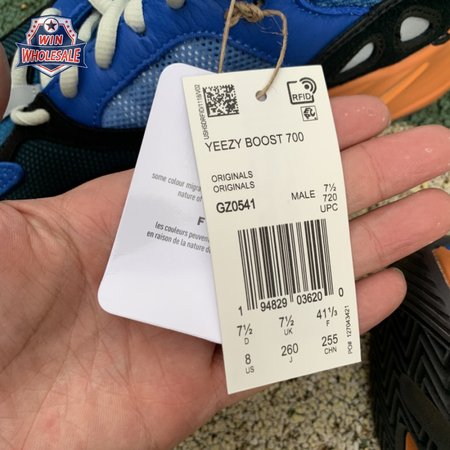 WIN
WHOLESALE
RFID
YEEZY BOOST 700
ORIGINALS
ORIGINALS
GZ0541
MALE
7½
720
UPC
1 94829 03620 0
7½ 7½ 41⅓
D UK F
8 260 255
US J CHN
PO# 127043421
some colour migra
nature of
F
les couleurs peuvent
en raison de la nature d